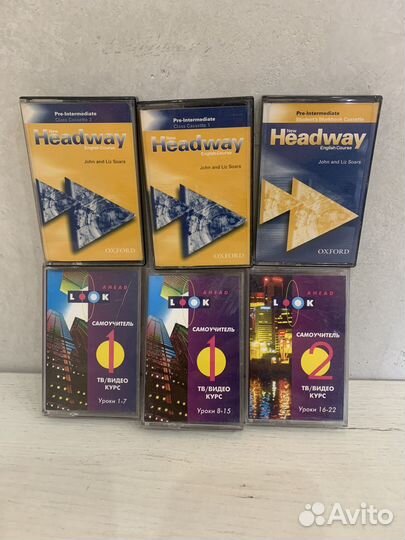 Pre-Intermediate
Class Cassette 2
New
Headway
English Course
John and Liz Soars
OXFORD
Pre-Intermediate
Class Cassette 1
New
Headway
English Course
John and Liz Soars
OXFORD
Pre-Intermediate
Student's Workbook Cassette
New
Headway
English Course
John and Liz Soars
OXFORD
AHEAD
LOOK
САМОУЧИТЕЛЬ
1
ТВ/ВИДЕО
КУРС
Уроки 1-7
AHEAD
LOOK
САМОУЧИТЕЛЬ
1
ТВ/ВИДЕО
КУРС
Уроки 8-15
AHEAD
LOOK
САМОУЧИТЕЛЬ
2
ТВ/ВИДЕО
КУРС
Уроки 16-22
Avito